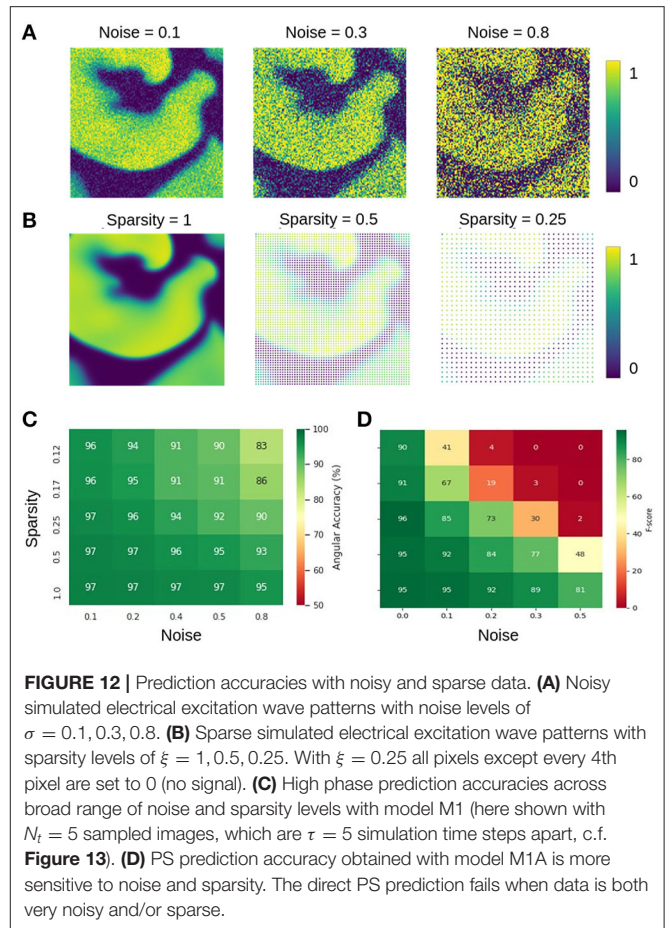 A
Noise = 0.1
Noise = 0.3
Noise = 0.8
1
0
B
Sparsity = 1
Sparsity = 0.5
Sparsity = 0.25
1
0
C
Sparsity
0.12
0.17
0.25
0.5
1.0
96 94 91 90 83
96 95 91 91 86
97 96 94 92 90
97 97 96 95 93
97 97 97 97 95
0.1 0.2 0.4 0.5 0.8
Noise
100
90
80
70
60
50
Angular Accuracy (%)
D
90 41 4 0 0
91 67 19 3 0
96 85 73 30 2
95 92 84 77 48
95 95 92 89 81
0.0 0.1 0.2 0.3 0.5
Noise
80
60
40
20
0
F-score
FIGURE 12 | Prediction accuracies with noisy and sparse data. (A) Noisy
simulated electrical excitation wave patterns with noise levels of
σ = 0.1, 0.3, 0.8. (B) Sparse simulated electrical excitation wave patterns with
sparsity levels of ξ = 1, 0.5, 0.25. With ξ = 0.25 all pixels except every 4th
pixel are set to 0 (no signal). (C) High phase prediction accuracies across
broad range of noise and sparsity levels with model M1 (here shown with
Nₜ = 5 sampled images, which are τ = 5 simulation time steps apart, c.f.
Figure 13). (D) PS prediction accuracy obtained with model M1A is more
sensitive to noise and sparsity. The direct PS prediction fails when data is both
very noisy and/or sparse.